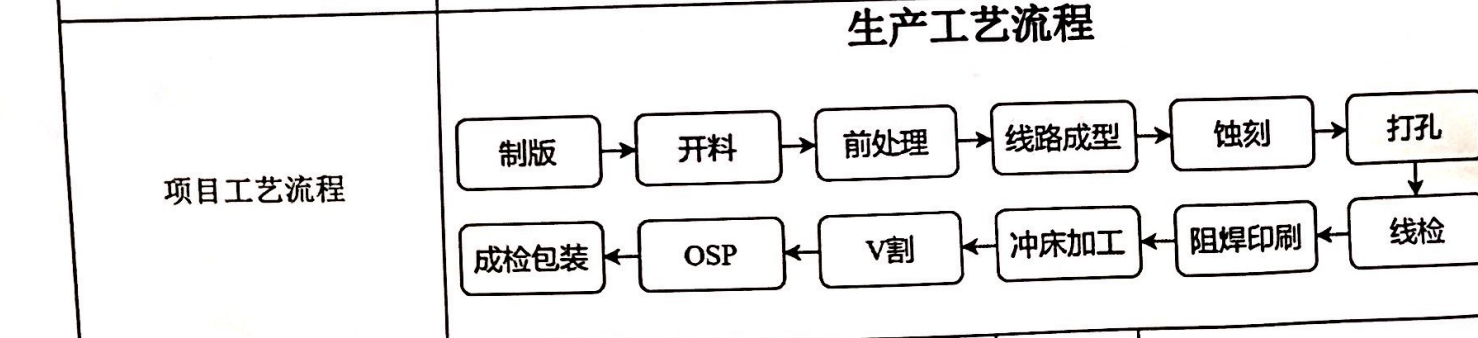 生产工艺流程
项目工艺流程
制版 开料 前处理 线路成型 蚀刻 打孔
成检包装 OSP V割 冲床加工 阻焊印刷 线检